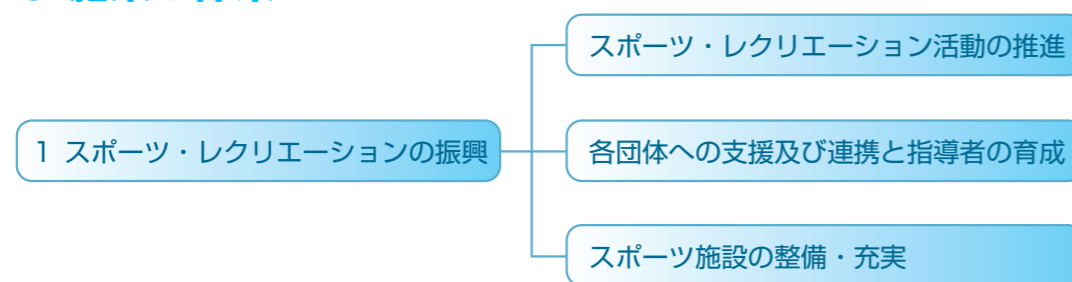 スポーツ・レクリエーション活動の推進
1 スポーツ・レクリエーションの振興
各団体への支援及び連携と指導者の育成
スポーツ施設の整備・充実